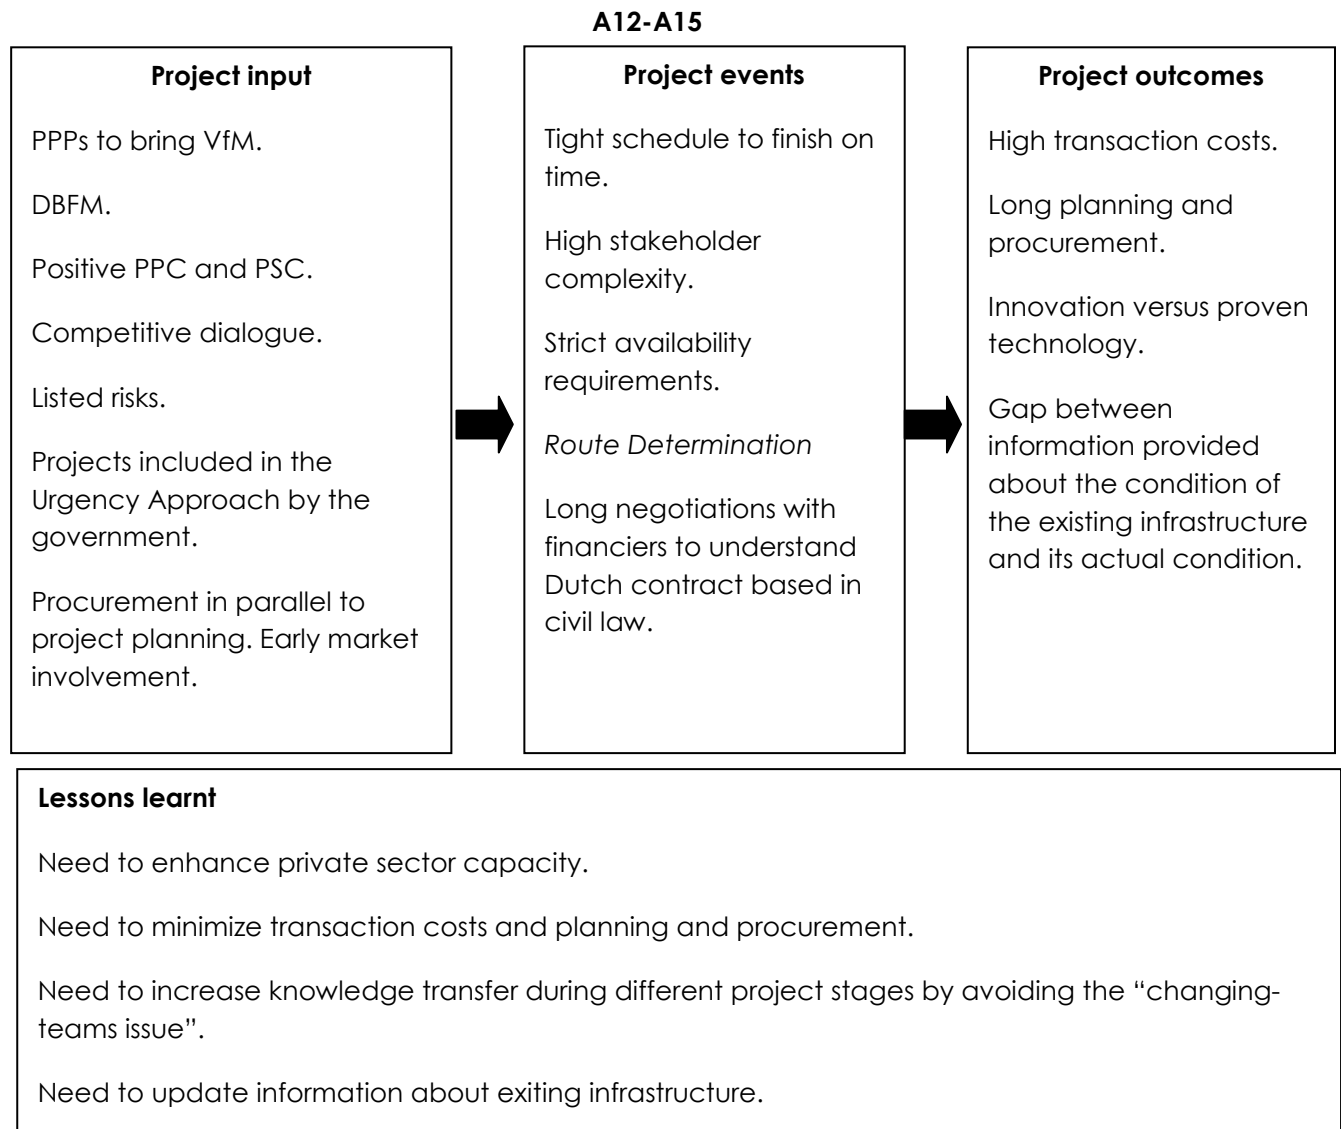 A12-A15
Project input
PPPs to bring VfM.
DBFM.
Positive PPC and PSC.
Competitive dialogue.
Listed risks.
Projects included in the
Urgency Approach by the
government.
Procurement in parallel to
project planning. Early market
involvement.
Project events
Tight schedule to finish on
time.
High stakeholder
complexity.
Strict availability
requirements.
Route Determination
Long negotiations with
financiers to understand
Dutch contract based in
civil law.
Project outcomes
High transaction costs.
Long planning and
procurement.
Innovation versus proven
technology.
Gap between
information provided
about the condition of
the existing infrastructure
and its actual condition.
Lessons learnt
Need to enhance private sector capacity.
Need to minimize transaction costs and planning and procurement.
Need to increase knowledge transfer during different project stages by avoiding the “changing-
teams issue”.
Need to update information about exiting infrastructure.